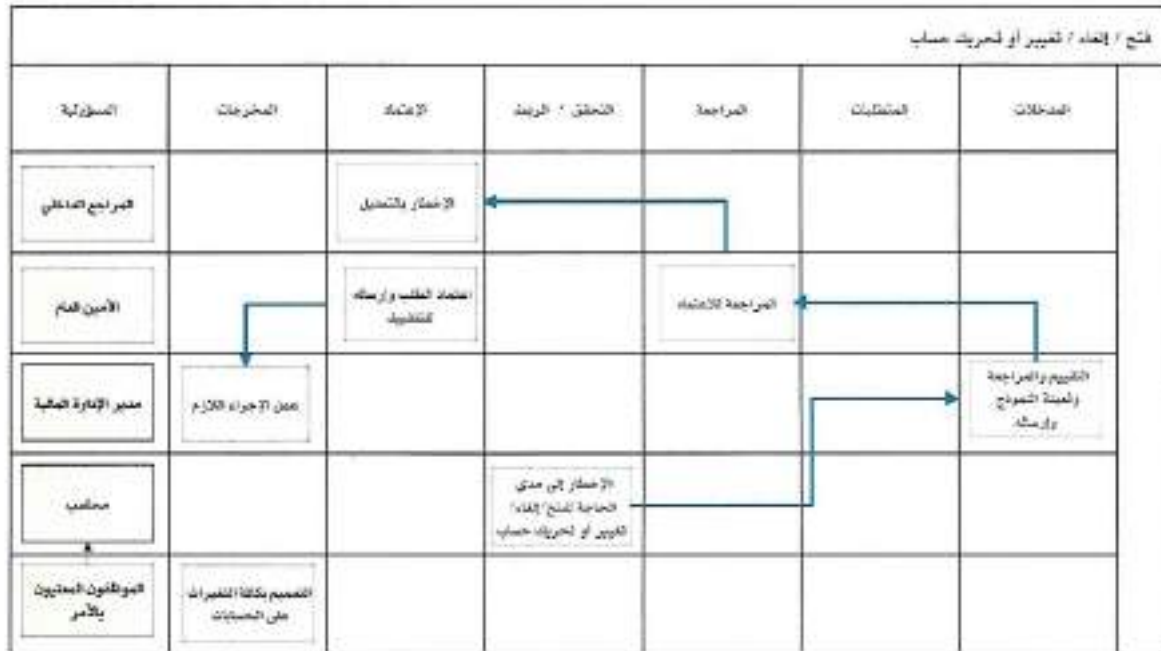 فتح / إلغاء / تغيير أو تحريك حساب
المدخلات
المتطلبات
المراجعة
التحقق / الربط
الإعتماد
المخرجات
المسؤولية
الإخطار بالتعديل
المراجع الداخلي
المراجعة للاعتماد
اعتماد الطلب وإرساله
للتنفيذ
الأمين العام
التقييم والمراجعة
وتعبئة النموذج
وإرساله
عمل الإجراء اللازم
مدير الإدارة المالية
الإخطار إلى مدى
الحاجة لفتح/إلغاء/
تغيير أو تحريك حساب
محاسب
التعميم بكافة التغييرات
على الحسابات
الموظفون المعنيون
بالأمر